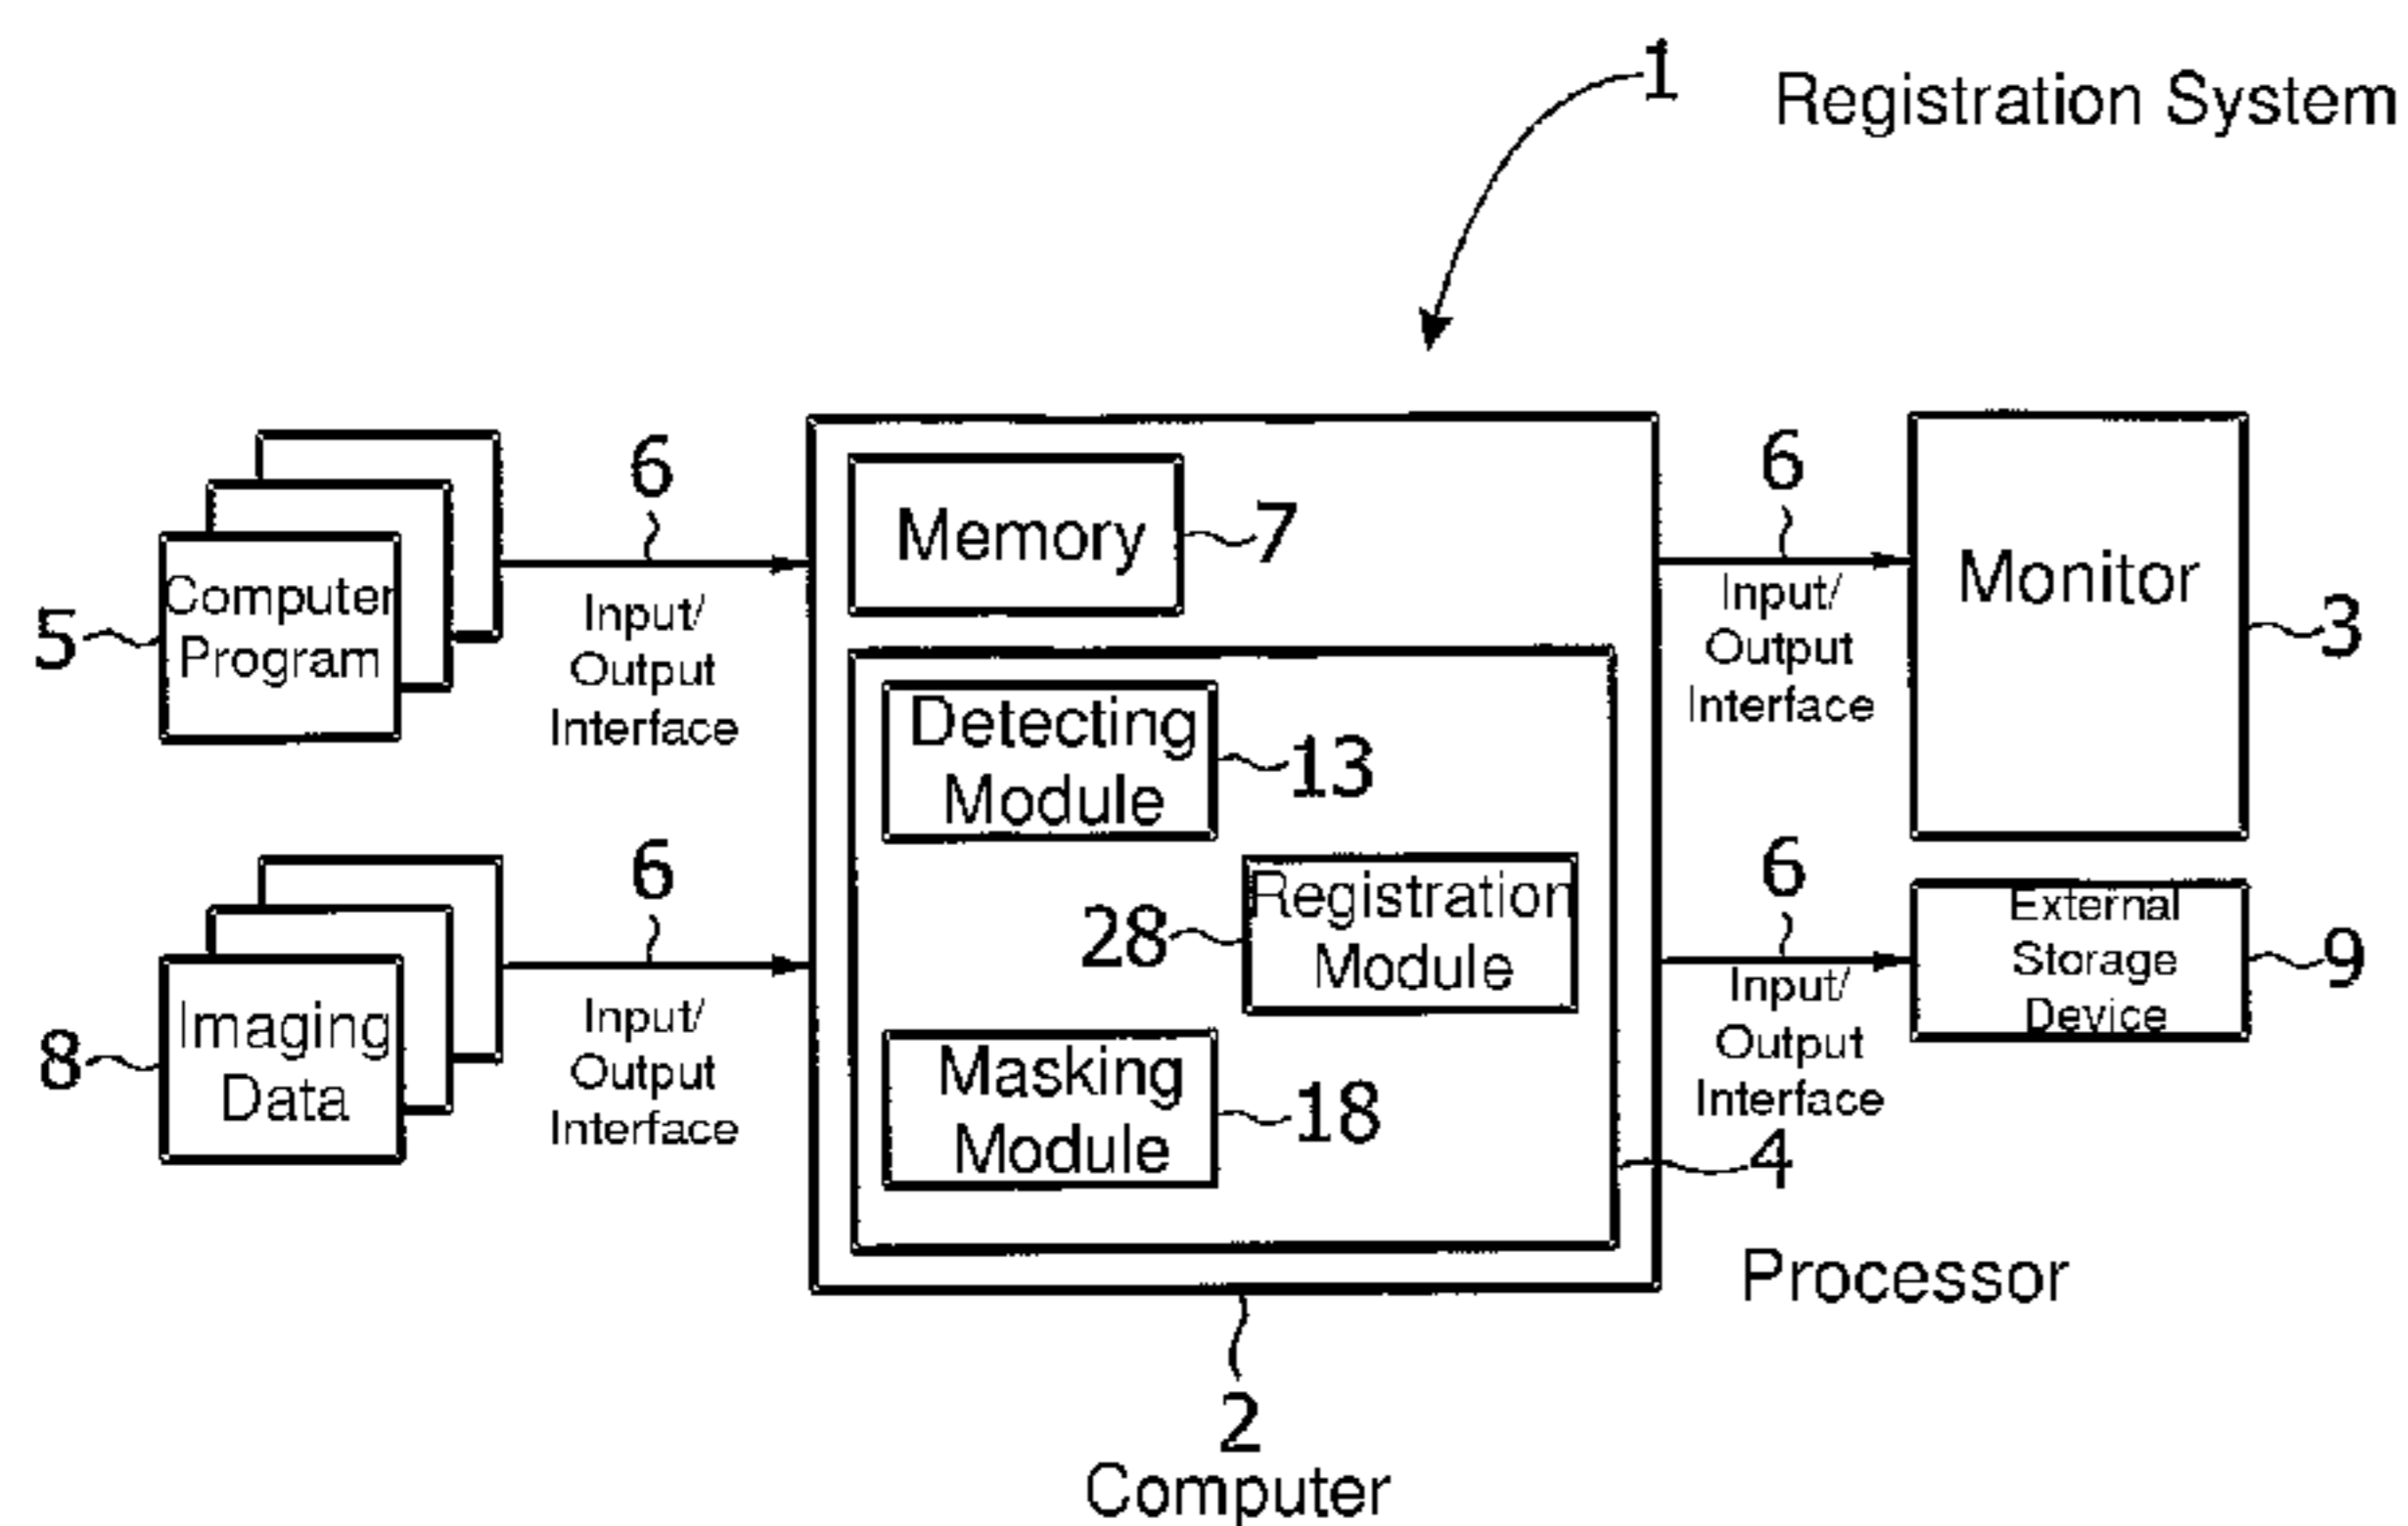 1
Registration System
6
6
Memory
7
Monitor
Computer
Program
5
Input/
Output
Interface
Input/
Output
Interface
3
Detecting
Module
13
6
6
Registration
Module
28
External
Storage
Device
9
Imaging
Data
8
Input/
Output
Interface
Input/
Output
Interface
Masking
Module
18
4
Processor
2
Computer